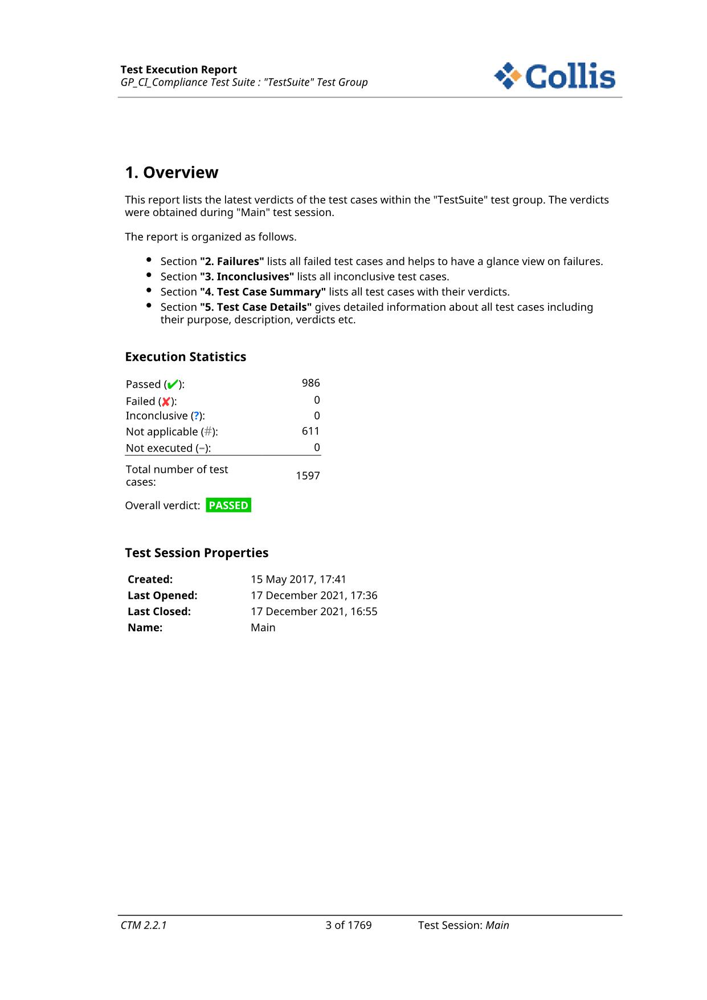 Test Execution Report
GP_CI_Compliance Test Suite : "TestSuite" Test Group
Collis
1. Overview
This report lists the latest verdicts of the test cases within the "TestSuite" test group. The verdicts
were obtained during "Main" test session.
The report is organized as follows.
• Section "2. Failures" lists all failed test cases and helps to have a glance view on failures.
• Section "3. Inconclusives" lists all inconclusive test cases.
• Section "4. Test Case Summary" lists all test cases with their verdicts.
• Section "5. Test Case Details" gives detailed information about all test cases including
their purpose, description, verdicts etc.
Execution Statistics
Passed (✔): 986
Failed (✘): 0
Inconclusive (?): 0
Not applicable (#): 611
Not executed (–): 0
Total number of test
cases: 1597
Overall verdict: PASSED
Test Session Properties
Created: 15 May 2017, 17:41
Last Opened: 17 December 2021, 17:36
Last Closed: 17 December 2021, 16:55
Name: Main
CTM 2.2.1 3 of 1769 Test Session: Main